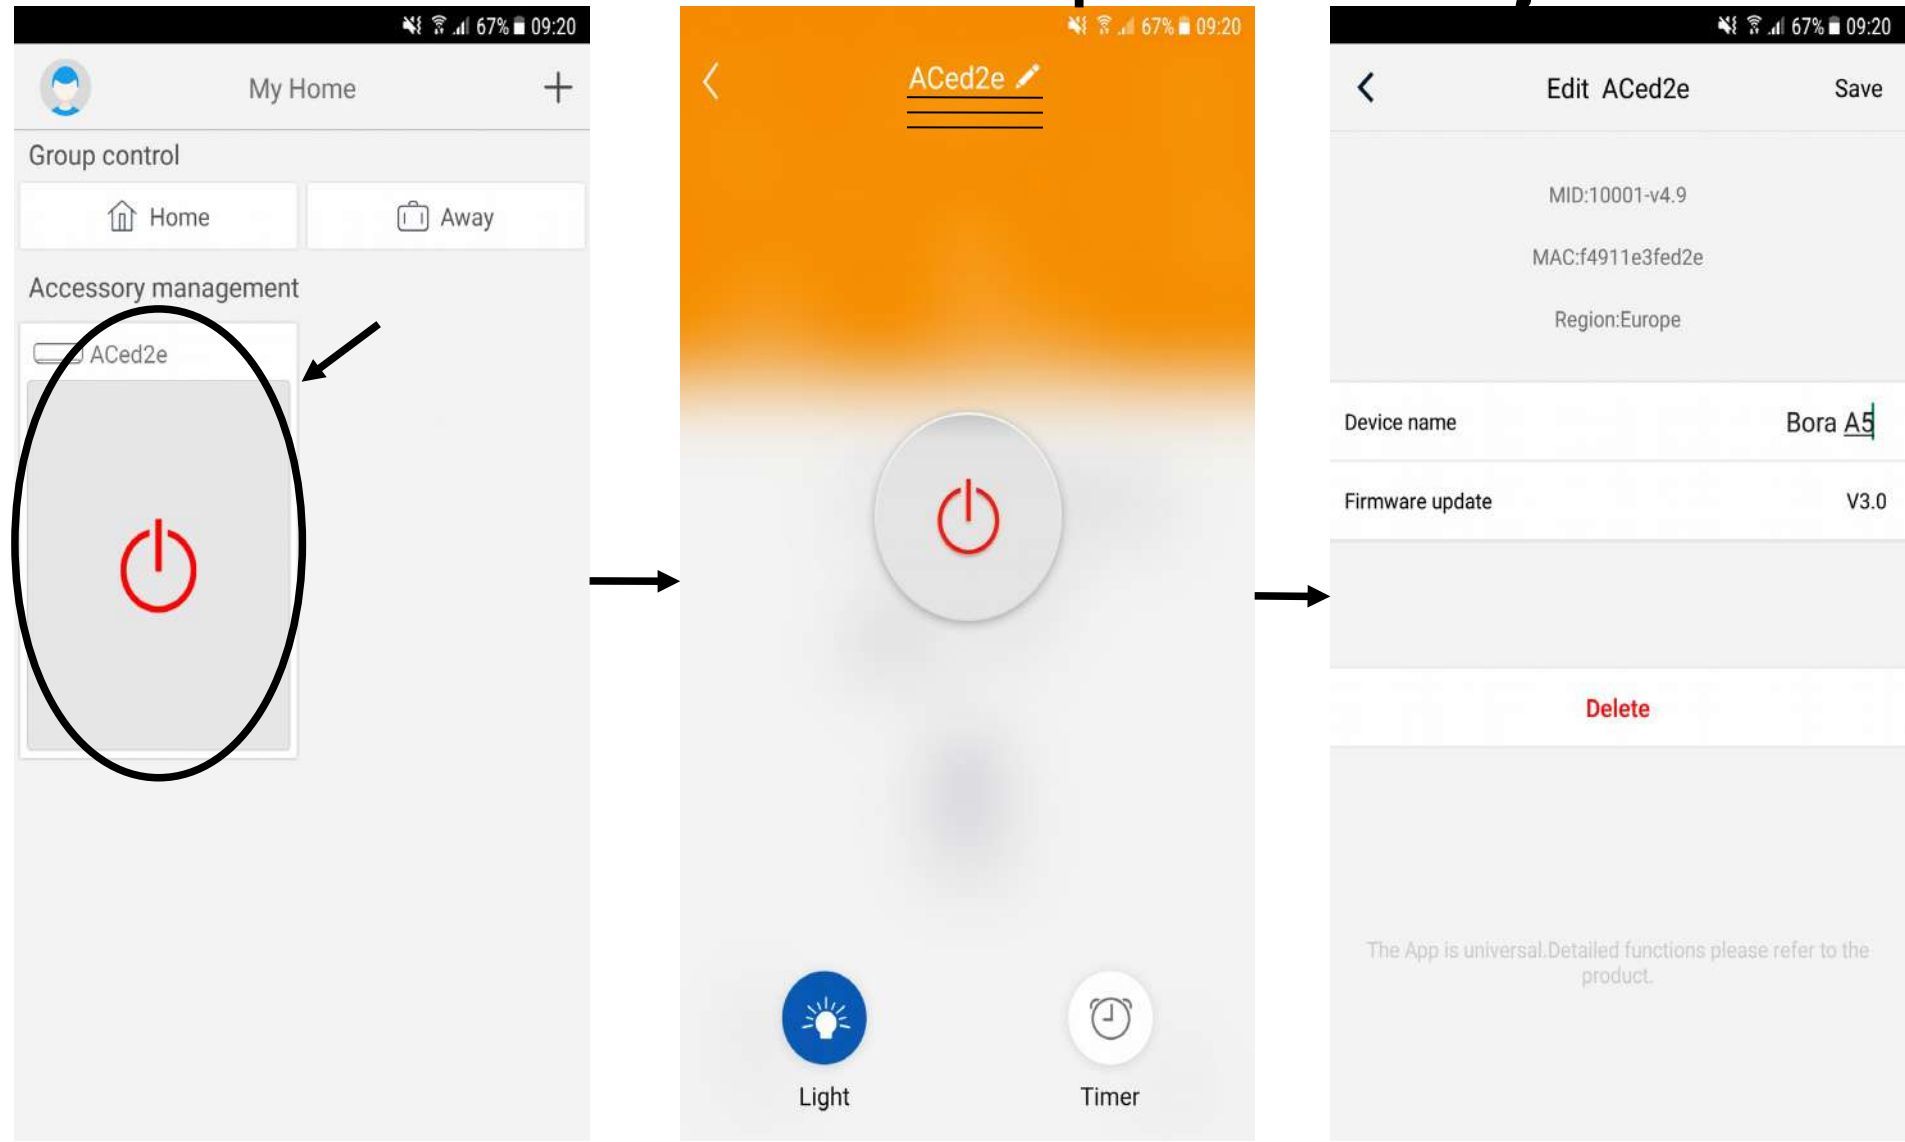 67% 09:20
My Home
Group control
Home
Away
Accessory management
ACed2e
67% 09:20
ACed2e
Light
Timer
67% 09:20
Edit ACed2e
Save
MID:10001-v4.9
MAC:f4911e3fed2e
Region:Europe
Device name
Bora A5
Firmware update
V3.0
Delete
The App is universal.Detailed functions please refer to the
product.